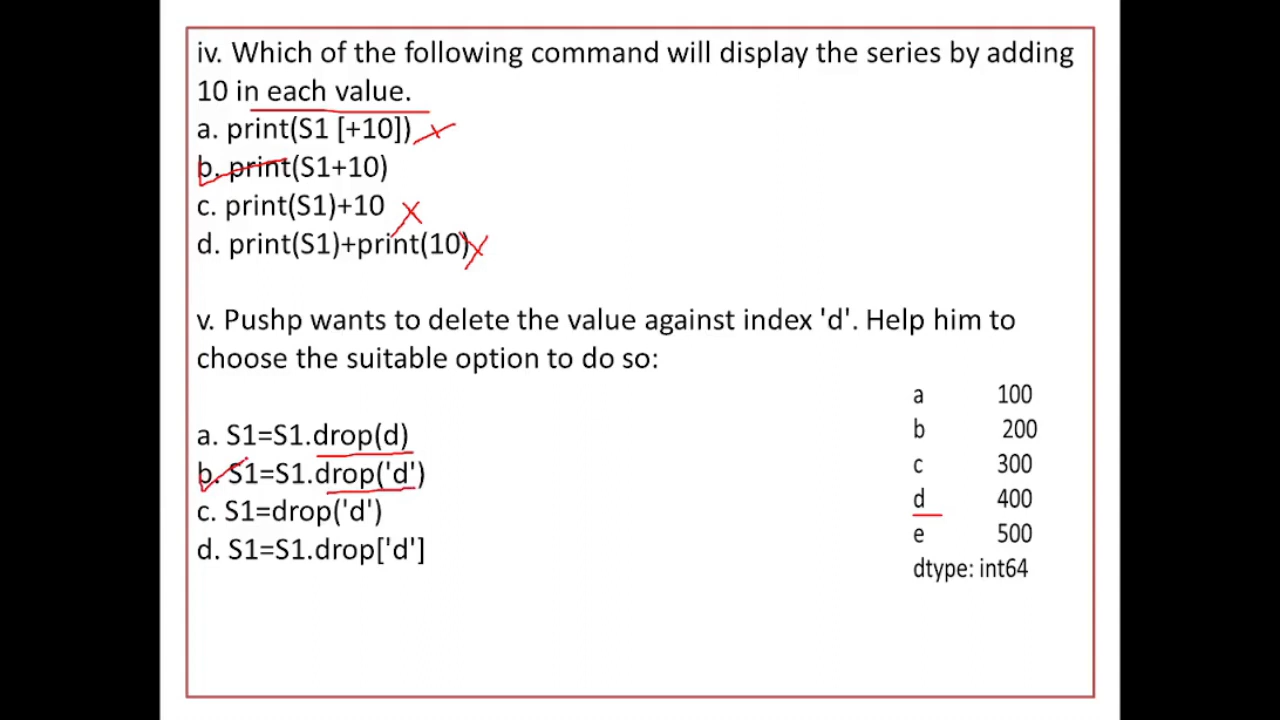 iv. Which of the following command will display the series by adding
10 in each value.
a. print(S1 [+10])
b. print(S1+10)
c. print(S1)+10
d. print(S1)+print(10)
v. Pushp wants to delete the value against index 'd'. Help him to
choose the suitable option to do so:
a. S1=S1.drop(d)
b. S1=S1.drop('d')
c. S1=drop('d')
d. S1=S1.drop['d']
a 100
b 200
c 300
d 400
e 500
dtype: int64